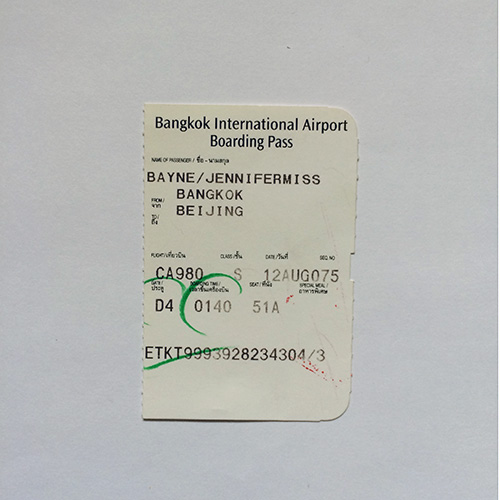 Bangkok International Airport
Boarding Pass
NAME OF PASSENGER / ชื่อ - นามสกุล
BAYNE/JENNIFERMISS
FROM / จาก BANGKOK
TO / ถึง BEIJING
FLIGHT/เที่ยวบิน CLASS/ชั้น DATE/วันที่ SEQ. NO
CA980 S 12AUG075
GATE / ประตู BOARDING TIME / เวลาขึ้นเครื่องบิน SEAT/ที่นั่ง SPECIAL MEAL / อาหารพิเศษ
D4 0140 51A
ETKT9993928234304/3